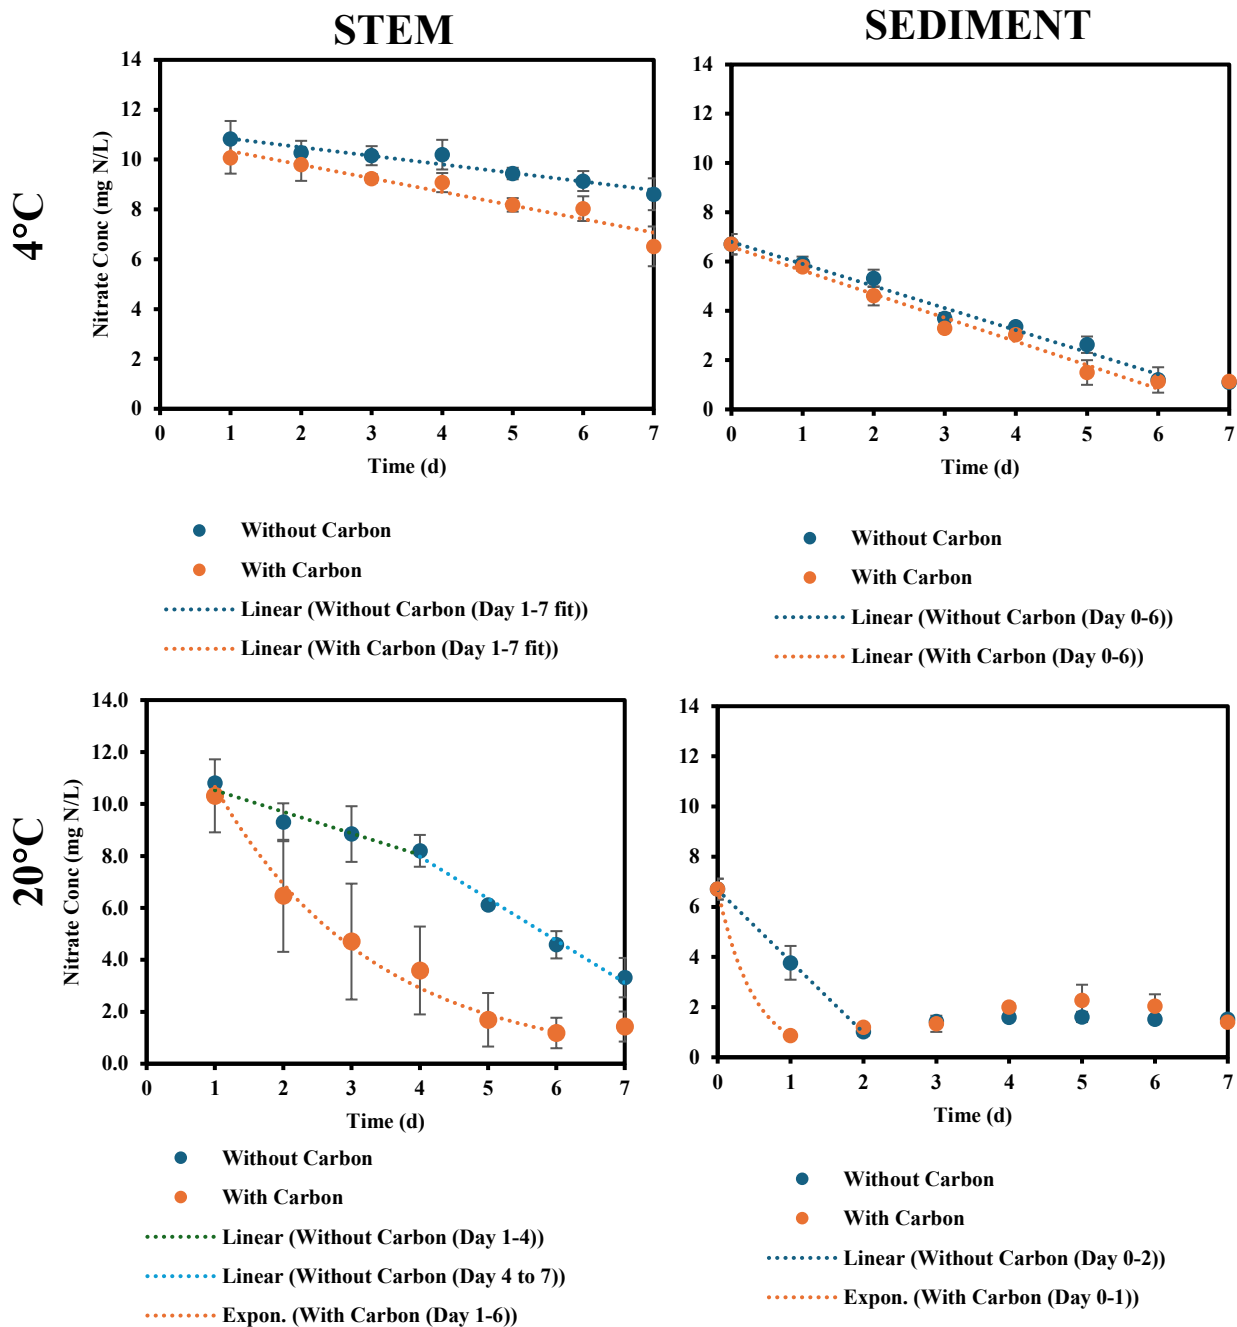 STEM
SEDIMENT
4°C
Nitrate Conc (mg N/L)
14
12
10
8
6
4
2
0
0 1 2 3 4 5 6 7
Time (d)
Without Carbon
With Carbon
Linear (Without Carbon (Day 1-7 fit))
Linear (With Carbon (Day 1-7 fit))
14
12
10
8
6
4
2
0
0 1 2 3 4 5 6 7
Time (d)
Without Carbon
With Carbon
Linear (Without Carbon (Day 0-6))
Linear (With Carbon (Day 0-6))
20°C
Nitrate Conc (mg N/L)
14.0
12.0
10.0
8.0
6.0
4.0
2.0
0.0
0 1 2 3 4 5 6 7
Time (d)
Without Carbon
With Carbon
Linear (Without Carbon (Day 1-4))
Linear (Without Carbon (Day 4 to 7))
Expon. (With Carbon (Day 1-6))
14
12
10
8
6
4
2
0
0 1 2 3 4 5 6 7
Time (d)
Without Carbon
With Carbon
Linear (Without Carbon (Day 0-2))
Expon. (With Carbon (Day 0-1))